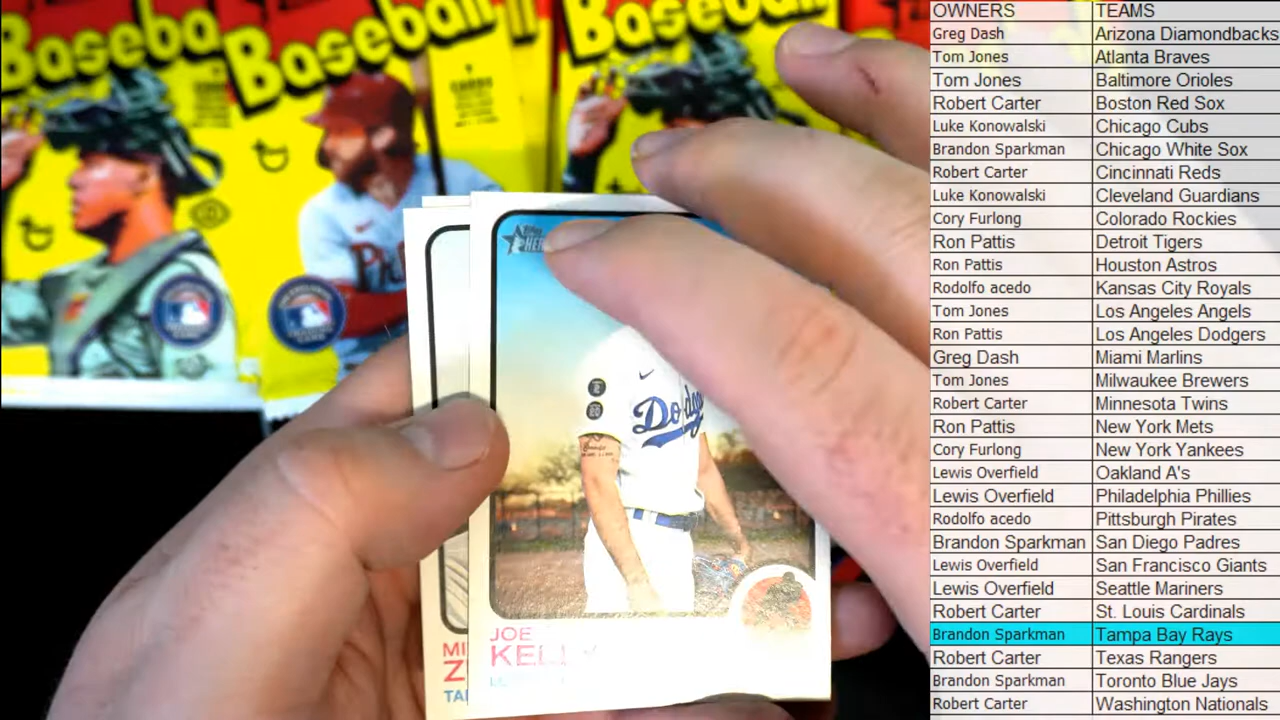 Baseba
Baseball
Baseball
Dodge
JOE
KELLY
MI
Z
TA
OWNERS TEAMS
Greg Dash Arizona Diamondbacks
Tom Jones Atlanta Braves
Tom Jones Baltimore Orioles
Robert Carter Boston Red Sox
Luke Konowalski Chicago Cubs
Brandon Sparkman Chicago White Sox
Robert Carter Cincinnati Reds
Luke Konowalski Cleveland Guardians
Cory Furlong Colorado Rockies
Ron Pattis Detroit Tigers
Ron Pattis Houston Astros
Rodolfo acedo Kansas City Royals
Tom Jones Los Angeles Angels
Ron Pattis Los Angeles Dodgers
Greg Dash Miami Marlins
Tom Jones Milwaukee Brewers
Robert Carter Minnesota Twins
Ron Pattis New York Mets
Cory Furlong New York Yankees
Lewis Overfield Oakland A's
Lewis Overfield Philadelphia Phillies
Rodolfo acedo Pittsburgh Pirates
Brandon Sparkman San Diego Padres
Lewis Overfield San Francisco Giants
Lewis Overfield Seattle Mariners
Robert Carter St. Louis Cardinals
Brandon Sparkman Tampa Bay Rays
Robert Carter Texas Rangers
Brandon Sparkman Toronto Blue Jays
Robert Carter Washington Nationals